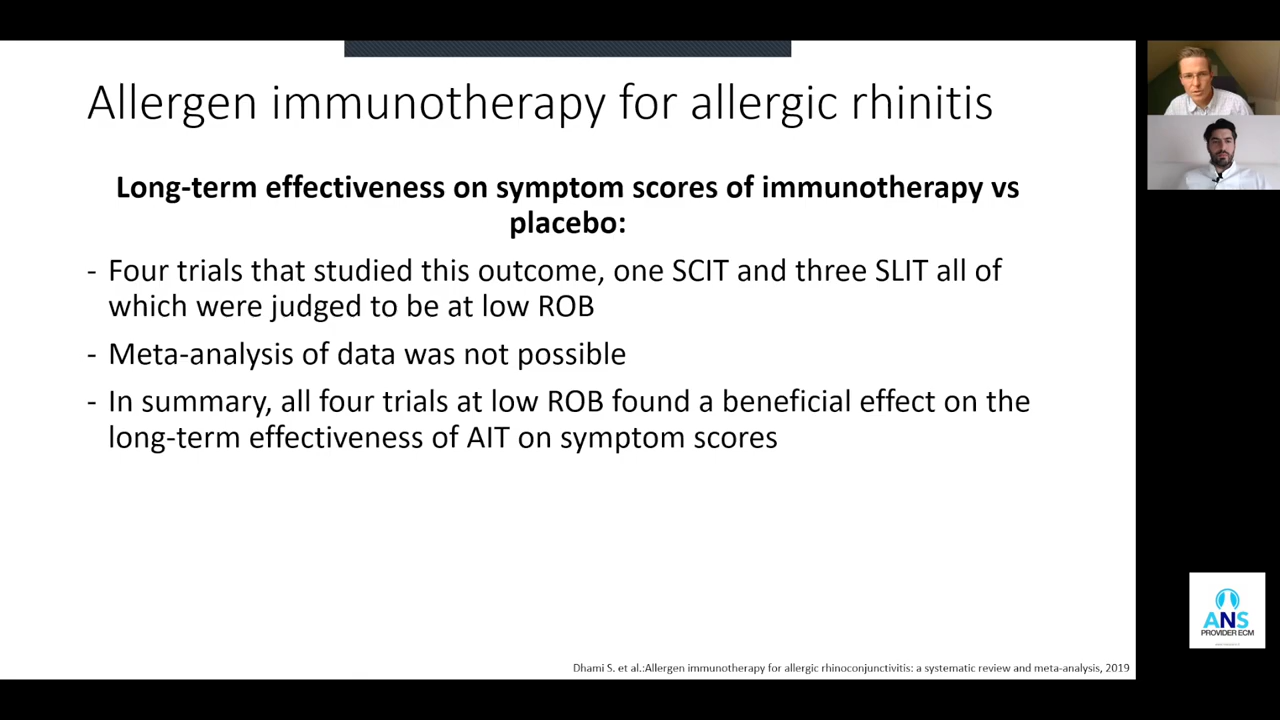 Allergen immunotherapy for allergic rhinitis
Long-term effectiveness on symptom scores of immunotherapy vs
placebo:
- Four trials that studied this outcome, one SCIT and three SLIT all of
which were judged to be at low ROB
- Meta-analysis of data was not possible
- In summary, all four trials at low ROB found a beneficial effect on the
long-term effectiveness of AIT on symptom scores
ANS
PROVIDER ECM
Dhami S. et al.:Allergen immunotherapy for allergic rhinoconjunctivitis: a systematic review and meta-analysis, 2019